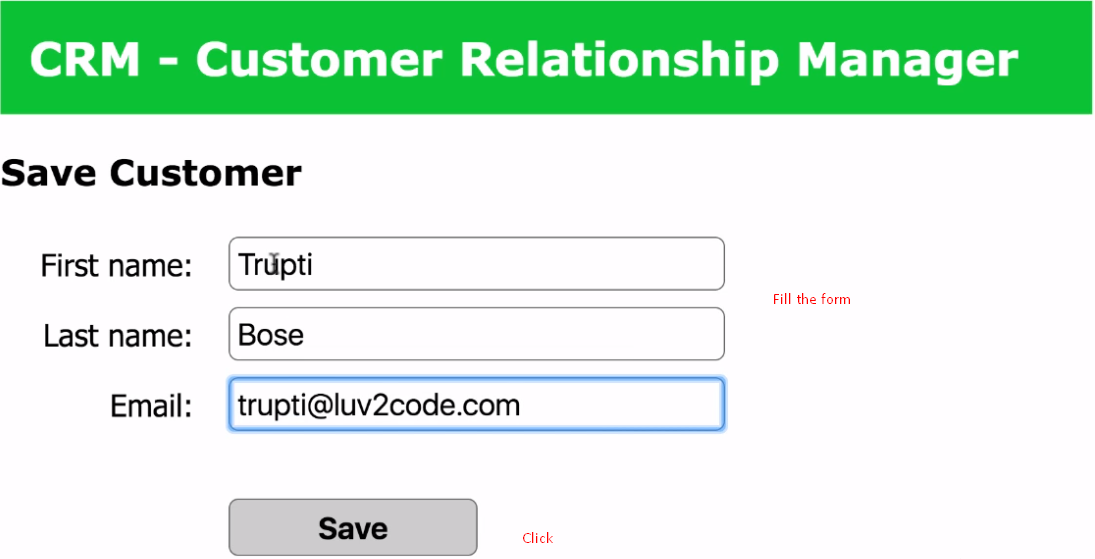 CRM - Customer Relationship Manager
Save Customer
First name: Trupti
Fill the form
Last name: Bose
Email: trupti@luv2code.com
Save Click